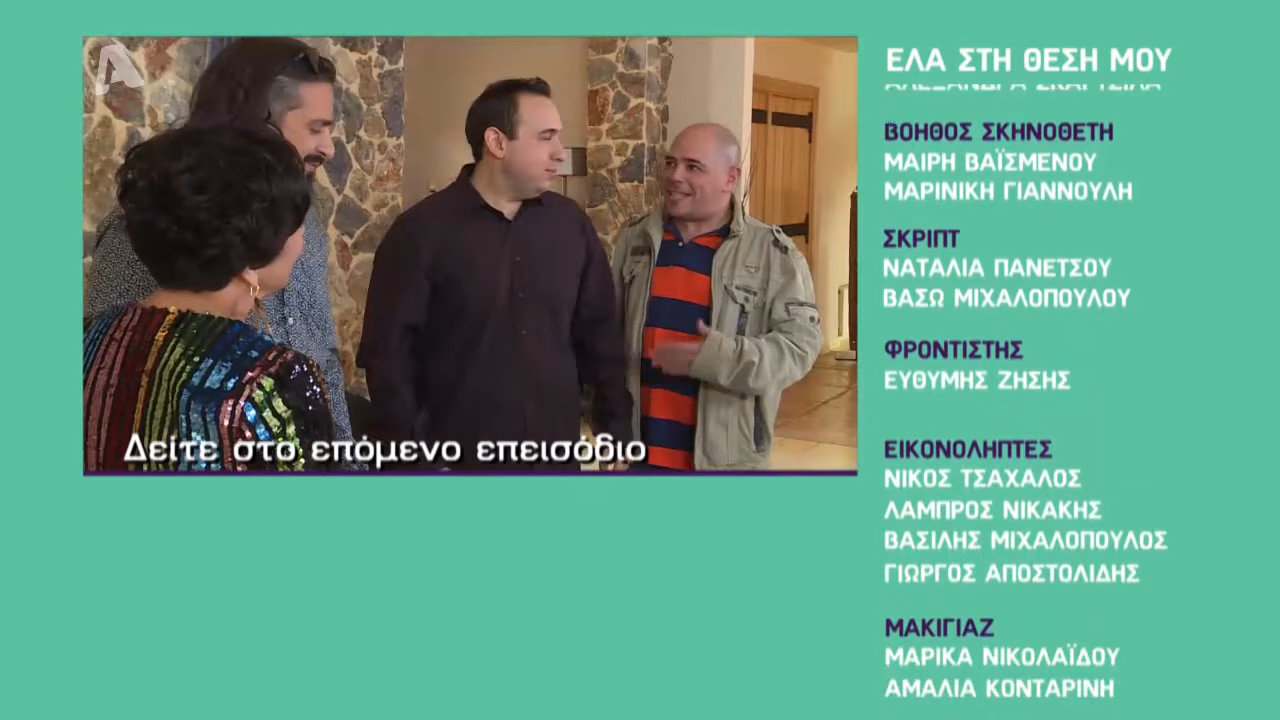 Δείτε στο επόμενο επεισόδιο
ΕΛΑ ΣΤΗ ΘΕΣΗ ΜΟΥ
ΒΟΗΘΟΣ ΣΚΗΝΟΘΕΤΗ
ΜΑΙΡΗ ΒΑΪΣΜΕΝΟΥ
ΜΑΡΙΝΙΚΗ ΓΙΑΝΝΟΥΛΗ
ΣΚΡΙΠΤ
ΝΑΤΑΛΙΑ ΠΑΝΕΤΣΟΥ
ΒΑΣΩ ΜΙΧΑΛΟΠΟΥΛΟΥ
ΦΡΟΝΤΙΣΤΗΣ
ΕΥΘΥΜΗΣ ΖΗΣΗΣ
ΕΙΚΟΝΟΛΗΠΤΕΣ
ΝΙΚΟΣ ΤΣΑΧΑΛΟΣ
ΛΑΜΠΡΟΣ ΝΙΚΑΚΗΣ
ΒΑΣΙΛΗΣ ΜΙΧΑΛΟΠΟΥΛΟΣ
ΓΙΩΡΓΟΣ ΑΠΟΣΤΟΛΙΔΗΣ
ΜΑΚΙΓΙΑΖ
ΜΑΡΙΚΑ ΝΙΚΟΛΑΪΔΟΥ
ΑΜΑΛΙΑ ΚΟΝΤΑΡΙΝΗ